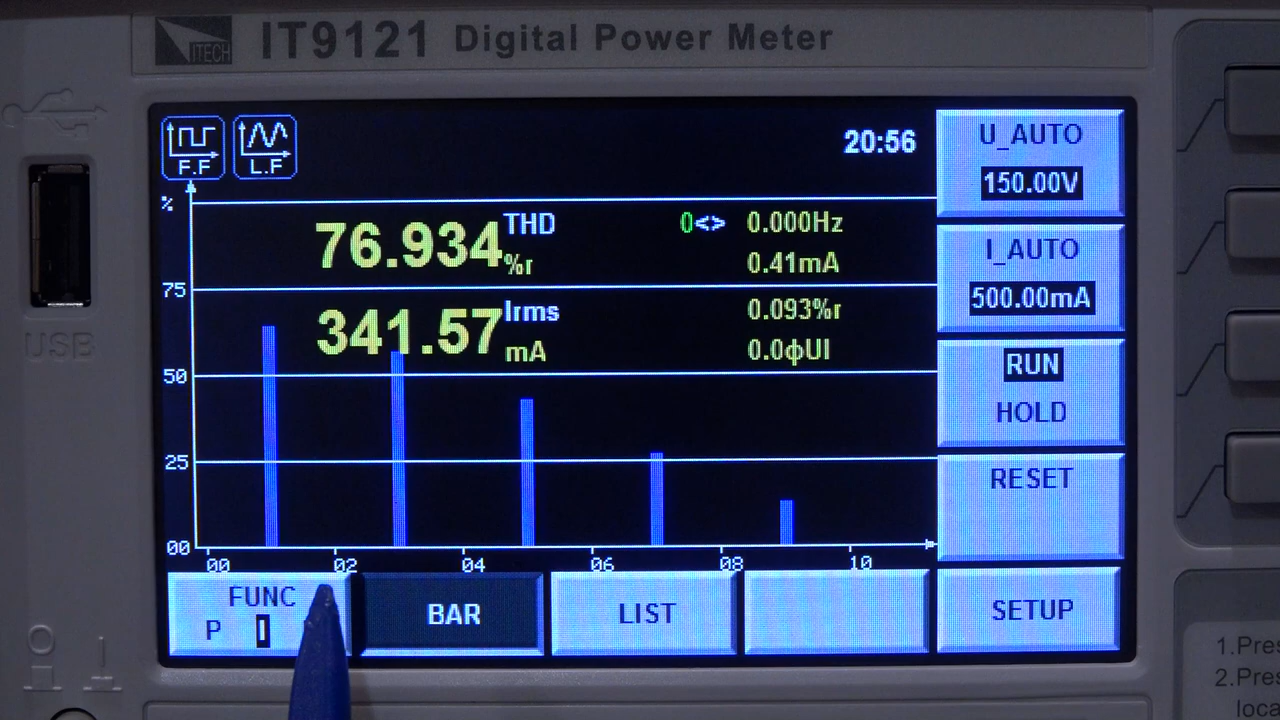 ITECH IT9121 Digital Power Meter
F.F L.F 20:56
U_AUTO
150.00V
%
76.934 THD %r
0<> 0.000Hz
0.41mA
I_AUTO
500.00mA
75
341.57 Irms mA
0.093%r
0.0ϕUI
RUN
HOLD
50
25
RESET
00
00 02 04 06 08 10
FUNC
P I
BAR
LIST
SETUP
USB
1.Pres
2.Pres
loca